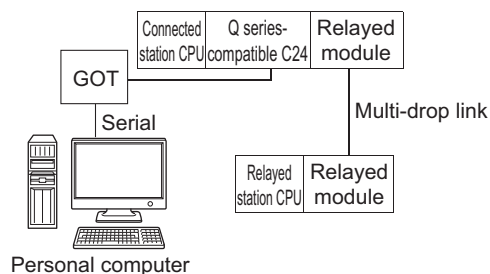 Connected
station CPU
Q series-
compatible C24
Relayed
module
GOT
Serial
Multi-drop link
Relayed
station CPU
Relayed
module
Personal computer